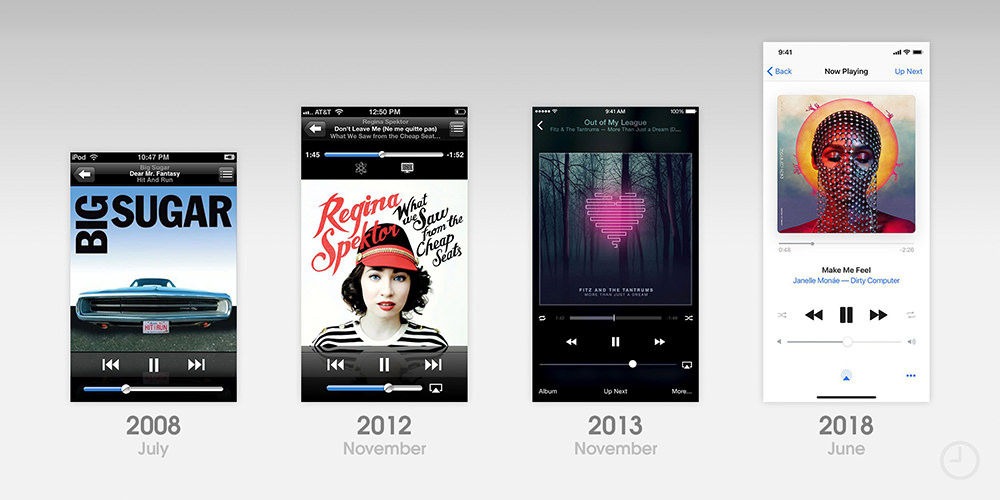 iPod
10:47 PM
Big Sugar
Dear Mr. Fantasy
Hit And Run
BIG SUGAR
HIT & RUN
2008
July
AT&T
12:50 PM
Regina Spektor
Don't Leave Me (Ne me quitte pas)
What We Saw from the Cheap Seat...
1:45
-1:52
Regina Spektor
What we Saw from the Cheap Seats
2012
November
9:41 AM
100%
Out of My League
Fitz & The Tantrums — More Than Just a Dream (D...
FITZ AND THE TANTRUMS
MORE THAN JUST A DREAM
1:48
-1:48
Album
Up Next
More...
2013
November
9:41
Back
Now Playing
Up Next
0:48
-2:26
Make Me Feel
Janelle Monáe — Dirty Computer
2018
June